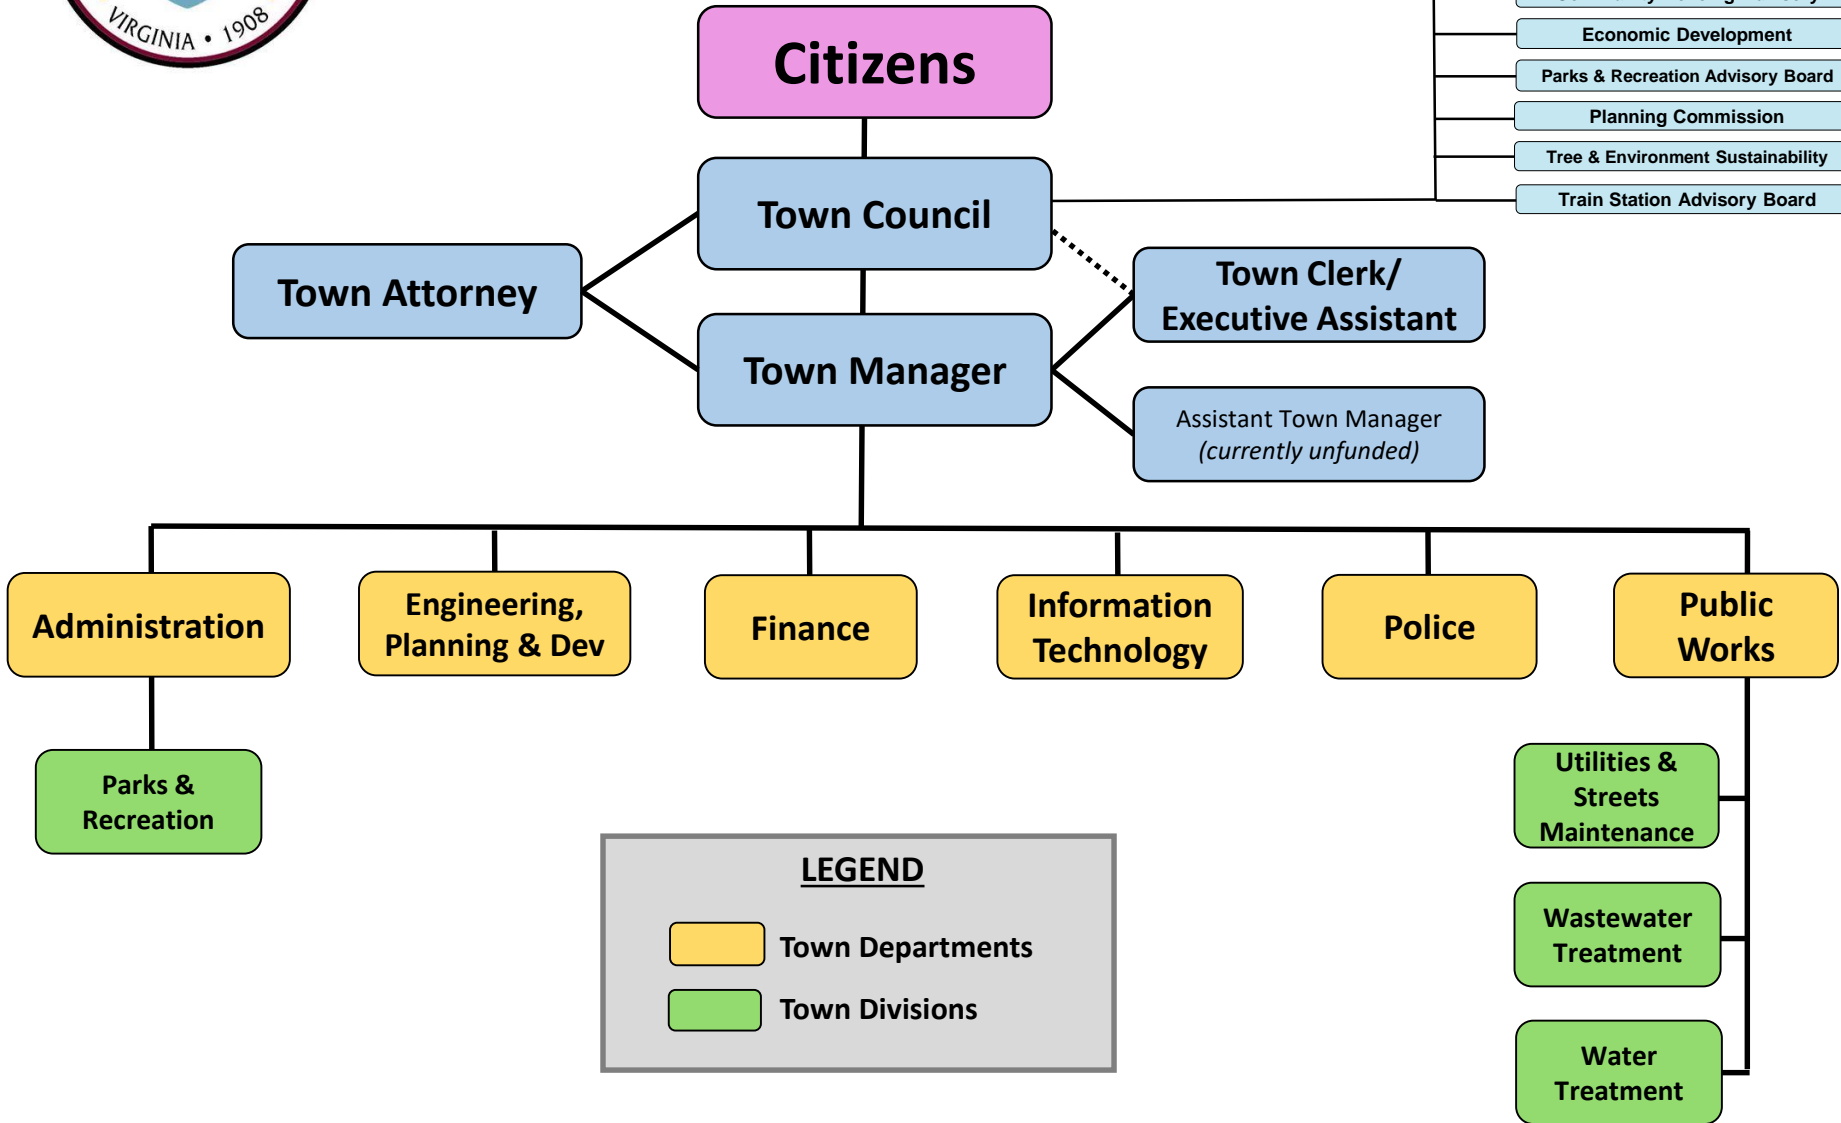 VIRGINIA • 1908
Citizens
Economic Development
Parks & Recreation Advisory Board
Planning Commission
Tree & Environment Sustainability
Train Station Advisory Board
Town Council
Town Attorney
Town Clerk/
Executive Assistant
Town Manager
Assistant Town Manager
(currently unfunded)
Administration
Engineering,
Planning & Dev
Finance
Information
Technology
Police
Public
Works
Parks &
Recreation
Utilities &
Streets
Maintenance
Wastewater
Treatment
Water
Treatment
LEGEND
Town Departments
Town Divisions